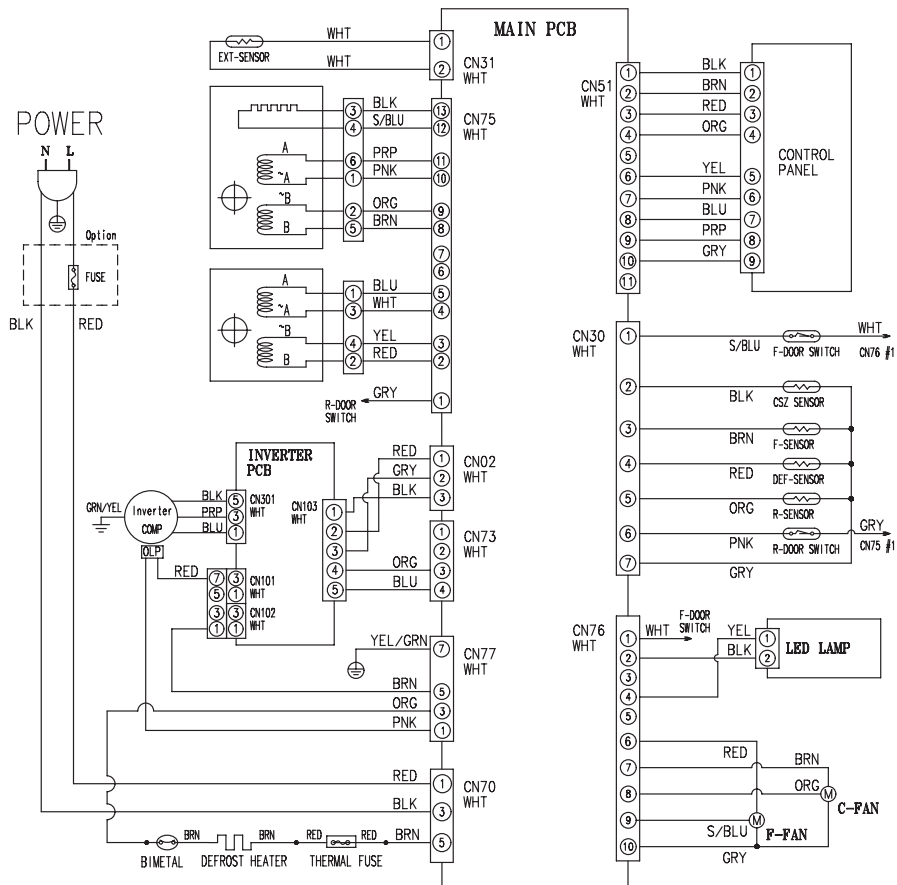 MAIN PCB
WHT
EXT-SENSOR
WHT
1
2
CN31
WHT
BLK
S/BLU
PRP
PNK
ORG
BRN
3
4
6
1
2
5
A
~A
~B
B
13
12
11
10
9
8
7
6
5
4
3
2
1
CN75
WHT
A
~A
~B
B
1
3
4
2
BLU
WHT
YEL
RED
GRY
R-DOOR
SWITCH
POWER
N L
Option
FUSE
BLK
RED
INVERTER
PCB
GRN/YEL
Inverter
COMP
OLP
BLK
PRP
BLU
5
3
1
CN301
WHT
CN103
WHT
1
2
3
4
5
RED
7 3
5 1
CN101
WHT
3 3
1 1
CN102
WHT
RED
GRY
BLK
1
2
3
CN02
WHT
ORG
BLU
1
2
3
4
CN73
WHT
YEL/GRN
BRN
ORG
PNK
7
5
3
1
CN77
WHT
RED
BLK
BRN
1
3
5
CN70
WHT
BRN
BRN
RED
RED
BIMETAL
DEFROST HEATER
THERMAL FUSE
CN51
WHT
1
2
3
4
5
6
7
8
9
10
11
BLK
BRN
RED
ORG
YEL
PNK
BLU
PRP
GRY
1
2
3
4
5
6
7
8
9
CONTROL
PANEL
CN30
WHT
1
2
3
4
5
6
7
S/BLU
F-DOOR SWITCH
WHT
CN76 #1
BLK
CSZ SENSOR
BRN
F-SENSOR
RED
DEF-SENSOR
ORG
R-SENSOR
PNK
R-DOOR SWITCH
GRY
CN75 #1
GRY
CN76
WHT
1
2
3
4
5
6
7
8
9
10
WHT
F-DOOR
SWITCH
YEL
BLK
1
2
LED LAMP
RED
BRN
ORG
M
C-FAN
S/BLU
M
F-FAN
GRY